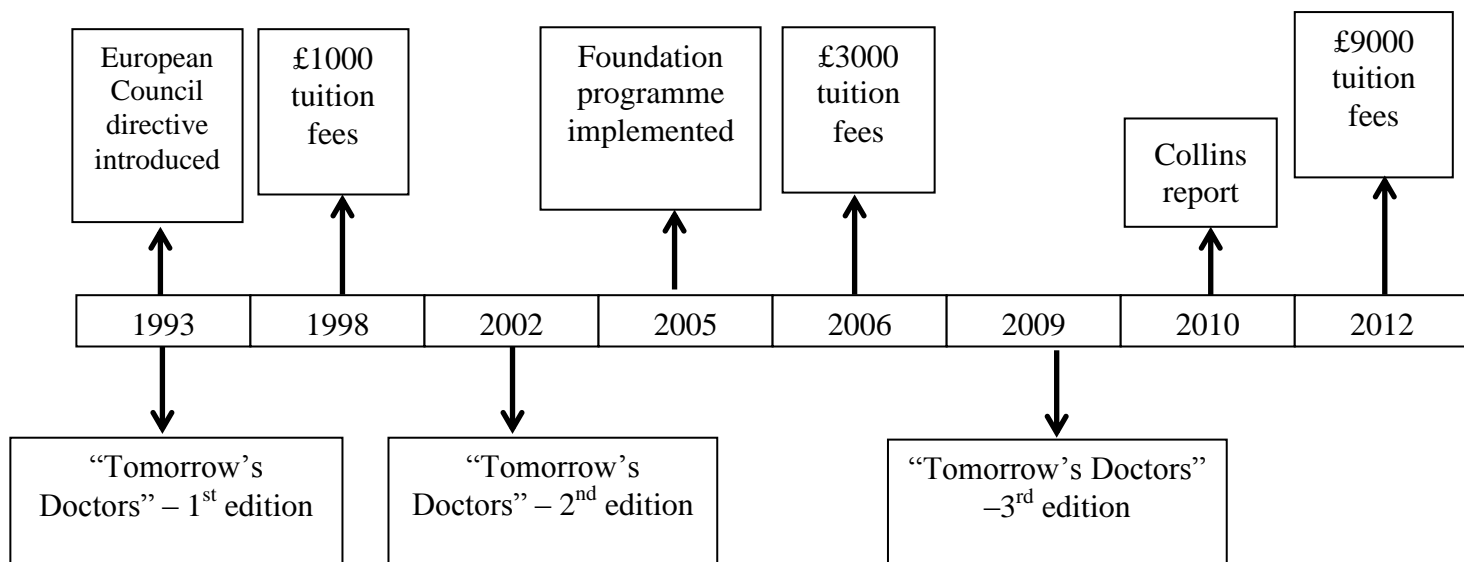 European
Council
directive
introduced
£1000
tuition
fees
Foundation
programme
implemented
£3000
tuition
fees
Collins
report
£9000
tuition
fees
1993
1998
2002
2005
2006
2009
2010
2012
“Tomorrow’s
Doctors” – 1st edition
“Tomorrow’s
Doctors” – 2nd edition
“Tomorrow’s Doctors”
–3rd edition